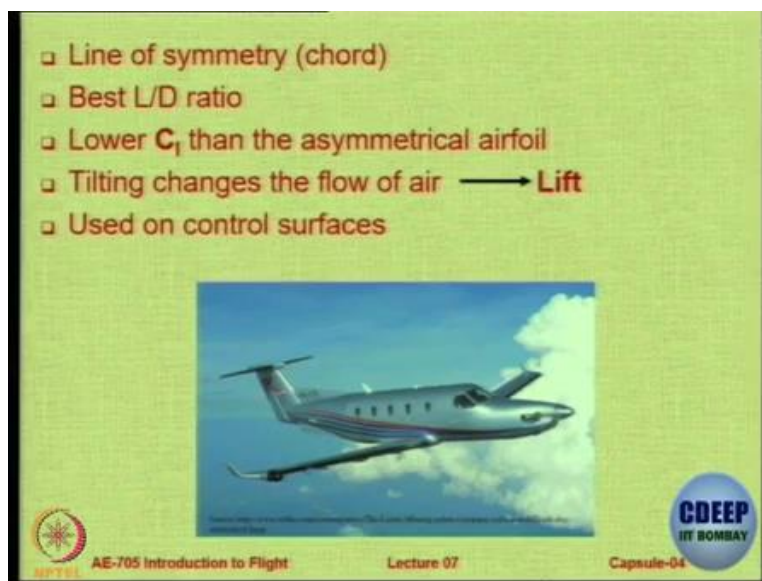 Line of symmetry (chord)
Best L/D ratio
Lower Cl than the asymmetrical airfoil
Tilting changes the flow of air ⟶ Lift
Used on control surfaces
NPTEL
AE-705 Introduction to Flight
Lecture 07
Capsule-04
CDEEP
IIT BOMBAY